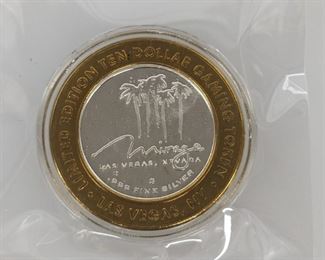 LIMITED EDITION TEN DOLLAR GAMING TOKEN
Mirage
LAS VEGAS, NEVADA
.999 FINE SILVER
LAS VEGAS, NV